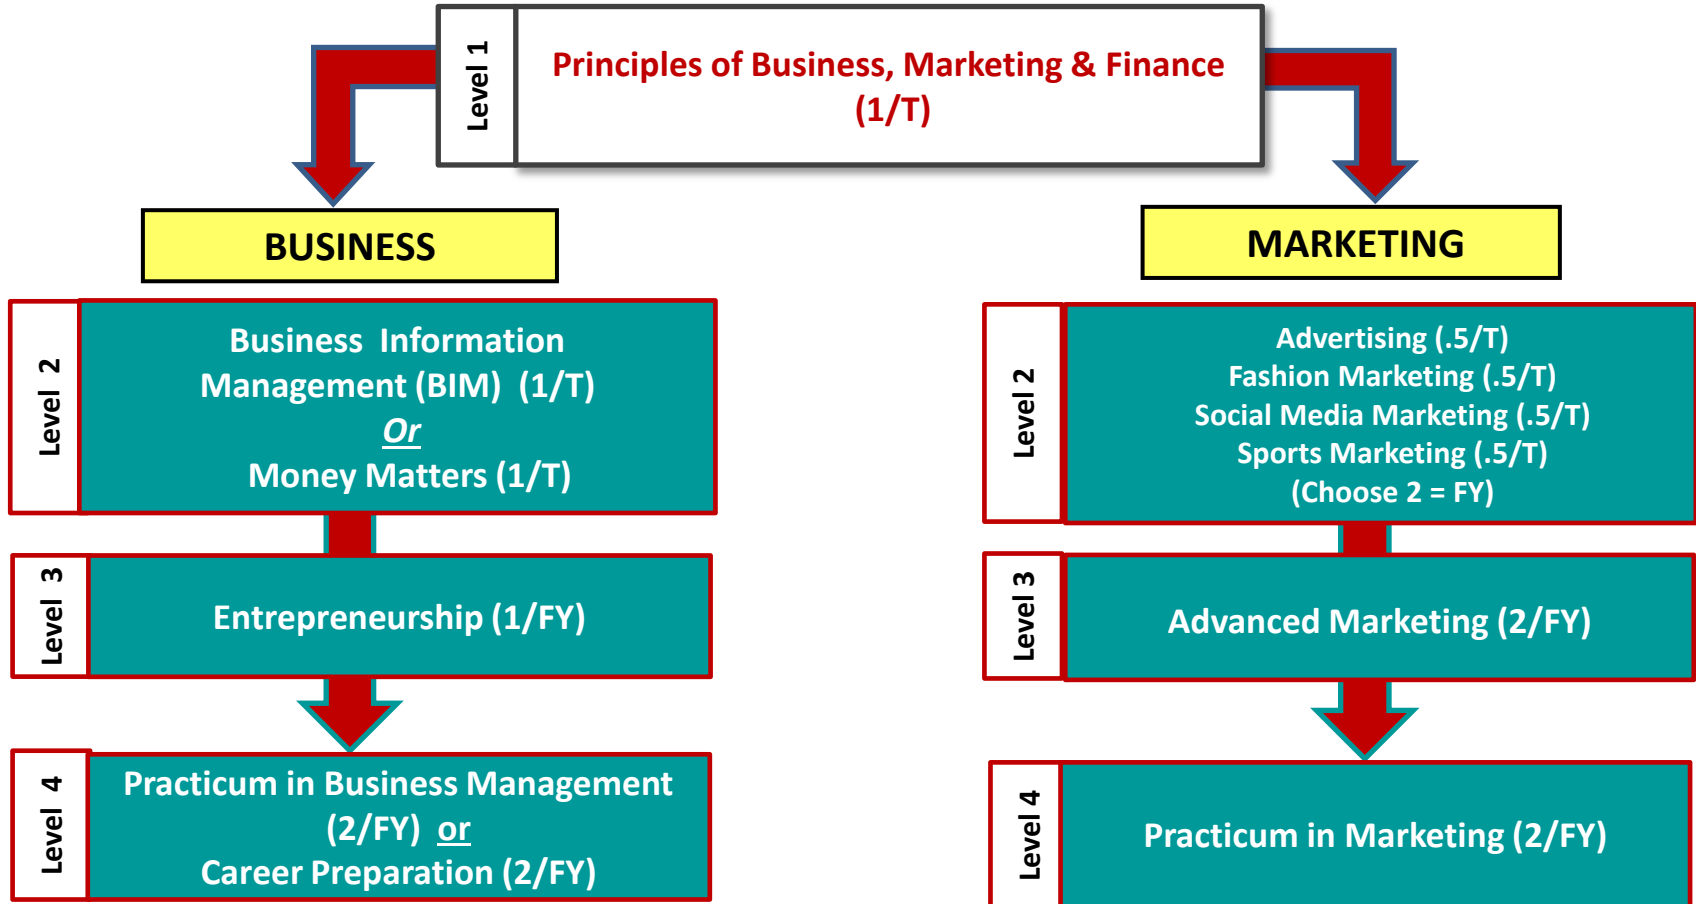 Level 1
Principles of Business, Marketing & Finance
(1/T)
BUSINESS
Level 2
Business Information
Management (BIM) (1/T)
Or
Money Matters (1/T)
Level 3
Entrepreneurship (1/FY)
Level 4
Practicum in Business Management
(2/FY) or
Career Preparation (2/FY)
MARKETING
Level 2
Advertising (.5/T)
Fashion Marketing (.5/T)
Social Media Marketing (.5/T)
Sports Marketing (.5/T)
(Choose 2 = FY)
Level 3
Advanced Marketing (2/FY)
Level 4
Practicum in Marketing (2/FY)